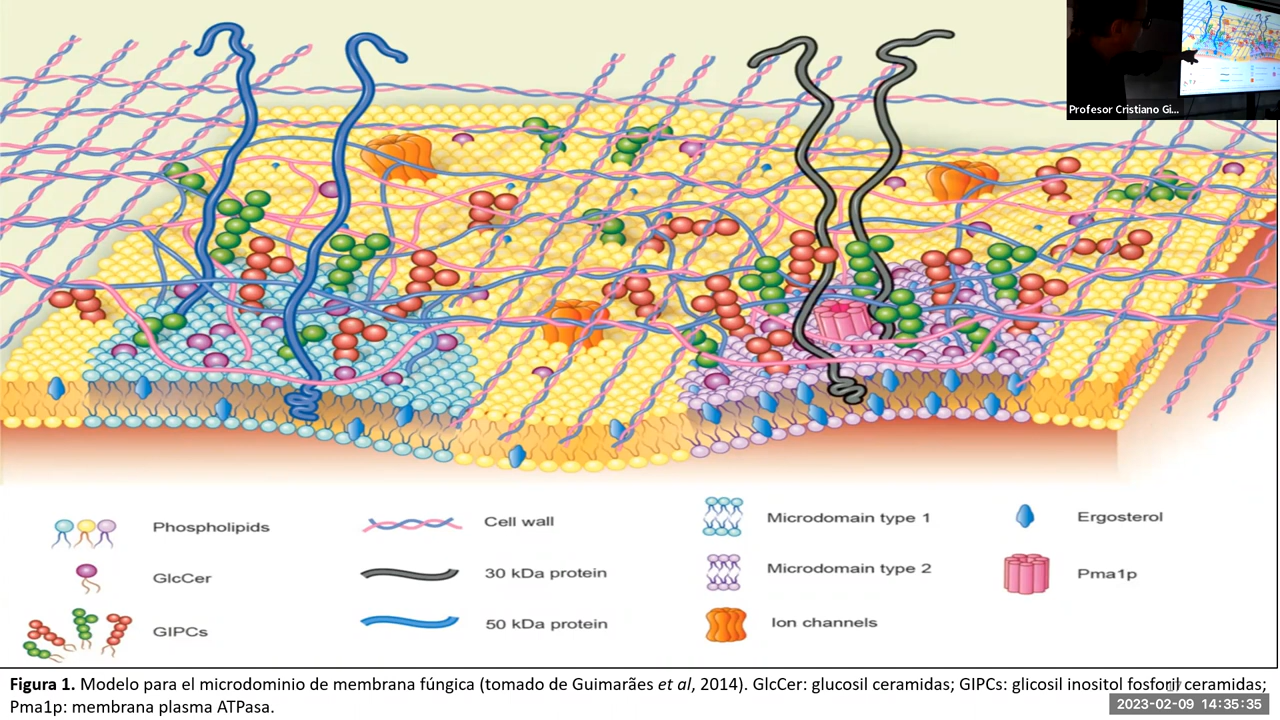 Profesor Cristiano Gi...
Phospholipids
Cell wall
Microdomain type 1
Ergosterol
GlcCer
30 kDa protein
Microdomain type 2
Pma1p
GIPCs
50 kDa protein
Ion channels
Figura 1. Modelo para el microdominio de membrana fúngica (tomado de Guimarães et al, 2014). GlcCer: glucosil ceramidas; GIPCs: glicosil inositol fosforil ceramidas;
Pma1p: membrana plasma ATPasa.
2023-02-09 14:35:35